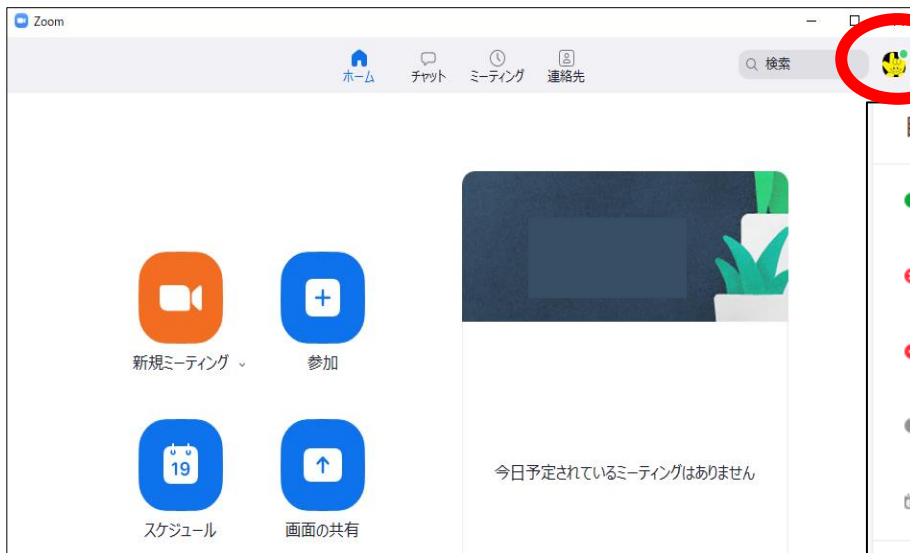 Zoom
ホーム チャット ミーティング 連絡先
検索
新規ミーティング
参加
19
スケジュール
画面の共有
今日予定されているミーティングはありません